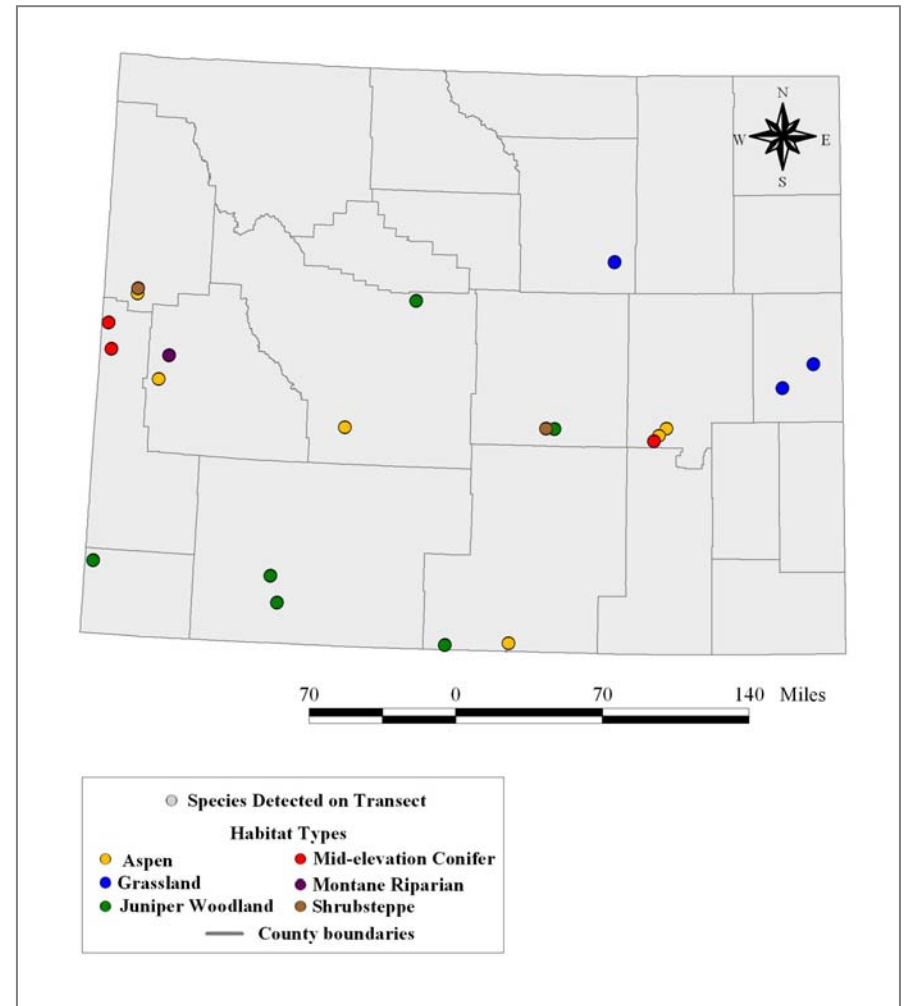 N
W E
S
70 0 70 140 Miles
Species Detected on Transect
Habitat Types
Aspen Mid-elevation Conifer
Grassland Montane Riparian
Juniper Woodland Shrubsteppe
County boundaries